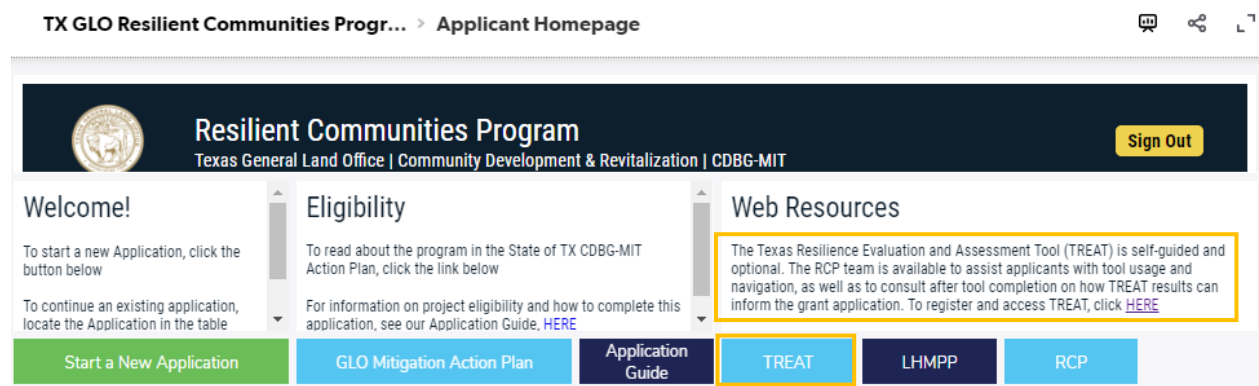 TX GLO Resilient Communities Progr... > Applicant Homepage
Resilient Communities Program
Texas General Land Office | Community Development & Revitalization | CDBG-MIT
Sign Out
Welcome!
To start a new Application, click the
button below
To continue an existing application,
locate the Application in the table
Eligibility
To read about the program in the State of TX CDBG-MIT
Action Plan, click the link below
For information on project eligibility and how to complete this
application, see our Application Guide, HERE
Web Resources
The Texas Resilience Evaluation and Assessment Tool (TREAT) is self-guided and
optional. The RCP team is available to assist applicants with tool usage and
navigation, as well as to consult after tool completion on how TREAT results can
inform the grant application. To register and access TREAT, click HERE
Start a New Application
GLO Mitigation Action Plan
Application
Guide
TREAT
LHMPP
RCP